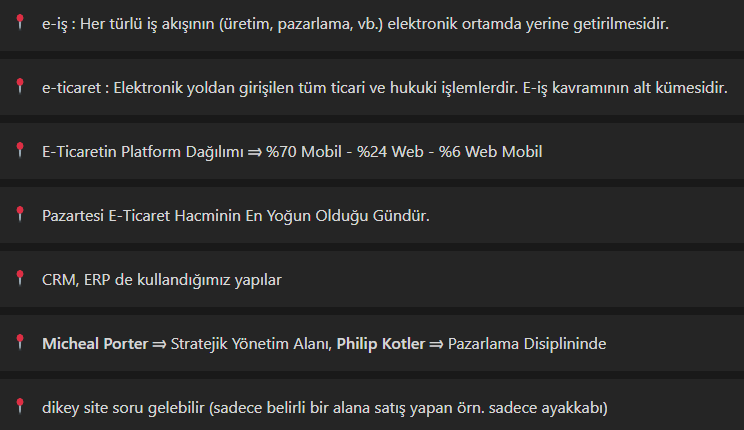 e-iş : Her türlü iş akışının (üretim, pazarlama, vb.) elektronik ortamda yerine getirilmesidir.
e-ticaret : Elektronik yoldan girişilen tüm ticari ve hukuki işlemlerdir. E-iş kavramının alt kümesidir.
E-Ticaretin Platform Dağılımı ⟹ %70 Mobil - %24 Web - %6 Web Mobil
Pazartesi E-Ticaret Hacminin En Yoğun Olduğu Gündür.
CRM, ERP de kullandığımız yapılar
Micheal Porter ⟹ Stratejik Yönetim Alanı, Philip Kotler ⟹ Pazarlama Disiplininde
dikey site soru gelebilir (sadece belirli bir alana satış yapan örn. sadece ayakkabı)